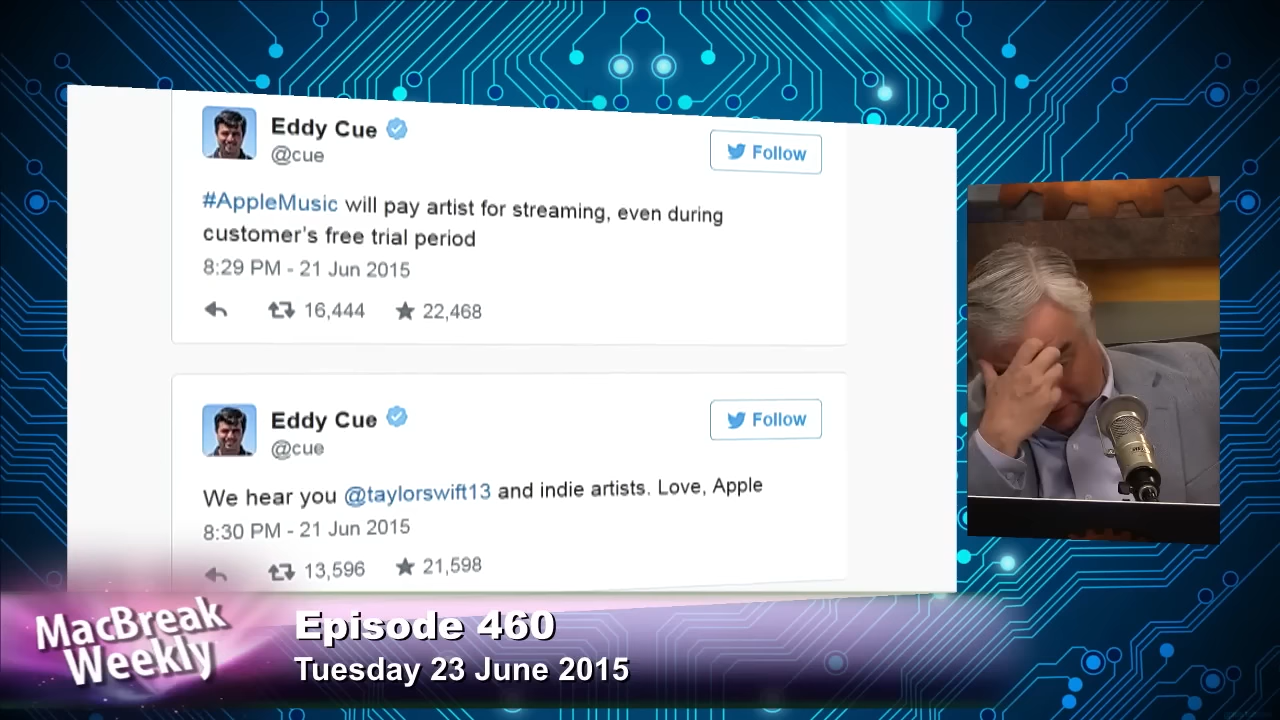 Eddy Cue
@cue
Follow
#AppleMusic will pay artist for streaming, even during
customer's free trial period
8:29 PM - 21 Jun 2015
16,444 22,468
Eddy Cue
@cue
Follow
We hear you @taylorswift13 and indie artists. Love, Apple
8:30 PM - 21 Jun 2015
13,596 21,598
MacBreak
Weekly
Episode 460
Tuesday 23 June 2015